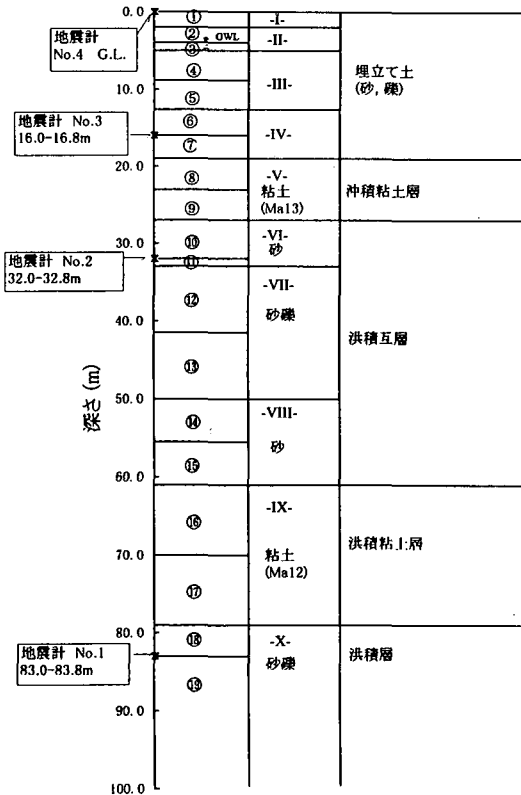 0.0
10.0
20.0
30.0
40.0
50.0
60.0
70.0
80.0
90.0
100.0
深さ (m)
地震計
No.4 G.L.
地震計 No.3
16.0-16.8m
地震計 No.2
32.0-32.8m
地震計 No.1
83.0-83.8m
①
②
GWL
③
④
⑤
⑥
⑦
⑧
⑨
⑩
⑪
⑫
⑬
⑭
⑮
⑯
⑰
⑱
⑲
-I-
-II-
-III-
-IV-
-V-
粘土
(Ma13)
-VI-
砂
-VII-
砂礫
-VIII-
砂
-IX-
粘土
(Ma12)
-X-
砂礫
埋立て土
(砂, 礫)
沖積粘土層
洪積互層
洪積粘土層
洪積層